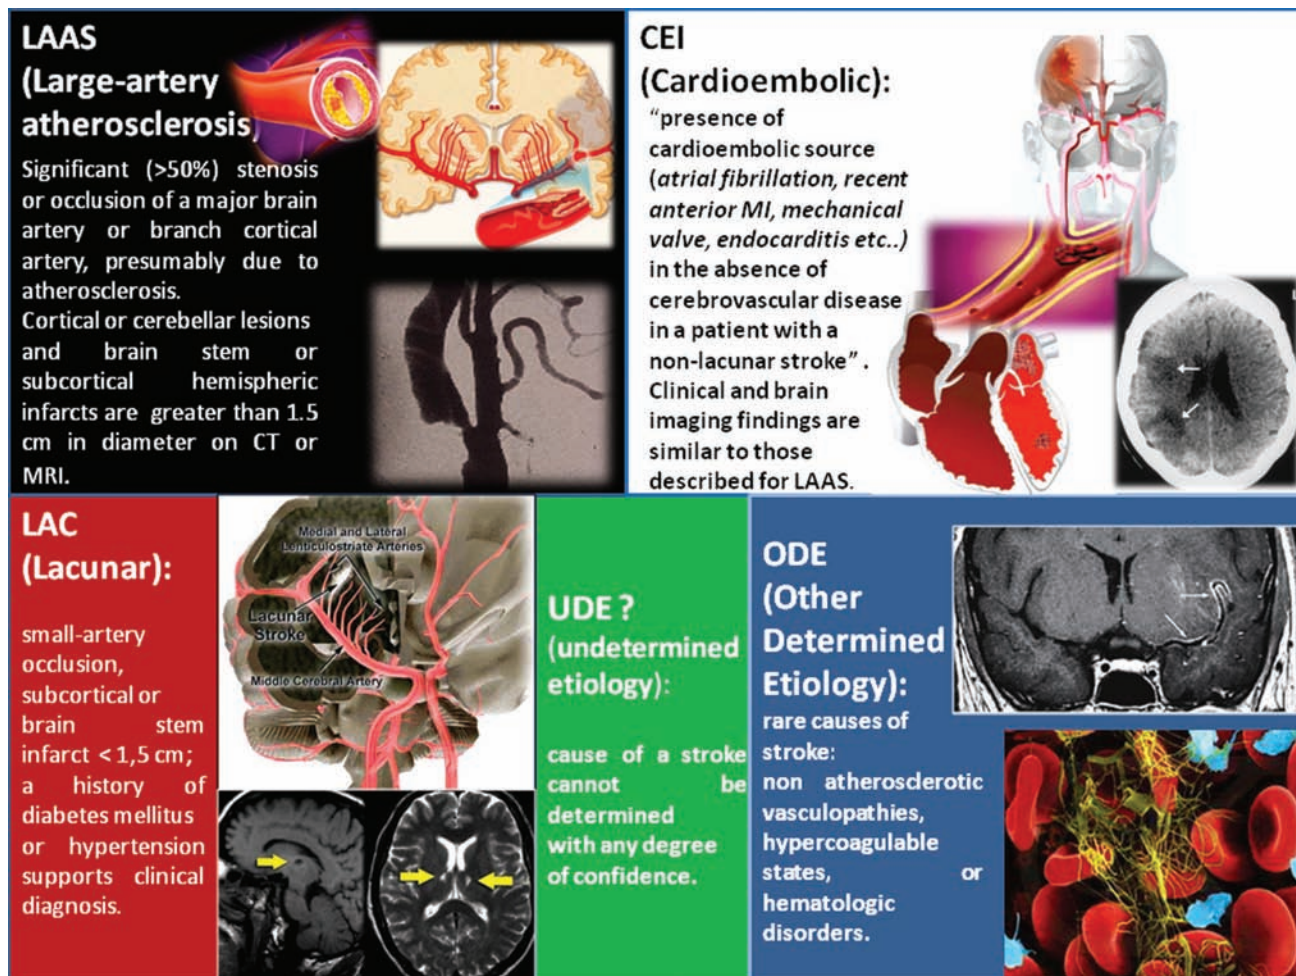 LAAS
(Large-artery
atherosclerosis)
Significant (>50%) stenosis
or occlusion of a major brain
artery or branch cortical
artery, presumably due to
atherosclerosis.
Cortical or cerebellar lesions
and brain stem or
subcortical hemispheric
infarcts are greater than 1.5
cm in diameter on CT or
MRI.
CEI
(Cardioembolic):
“presence of
cardioembolic source
(atrial fibrillation, recent
anterior MI, mechanical
valve, endocarditis etc..)
in the absence of
cerebrovascular disease
in a patient with a
non-lacunar stroke” .
Clinical and brain
imaging findings are
similar to those
described for LAAS.
LAC
(Lacunar):
small-artery
occlusion,
subcortical or
brain stem
infarct < 1,5 cm;
a history of
diabetes mellitus
or hypertension
supports clinical
diagnosis.
Medial and Lateral
Lenticulostriate Arteries
Lacunar
Stroke
Middle Cerebral Artery
UDE ?
(undetermined
etiology):
cause of a stroke
cannot be
determined
with any degree
of confidence.
ODE
(Other
Determined
Etiology):
rare causes of
stroke:
non atherosclerotic
vasculopathies,
hypercoagulable
states, or
hematologic
disorders.